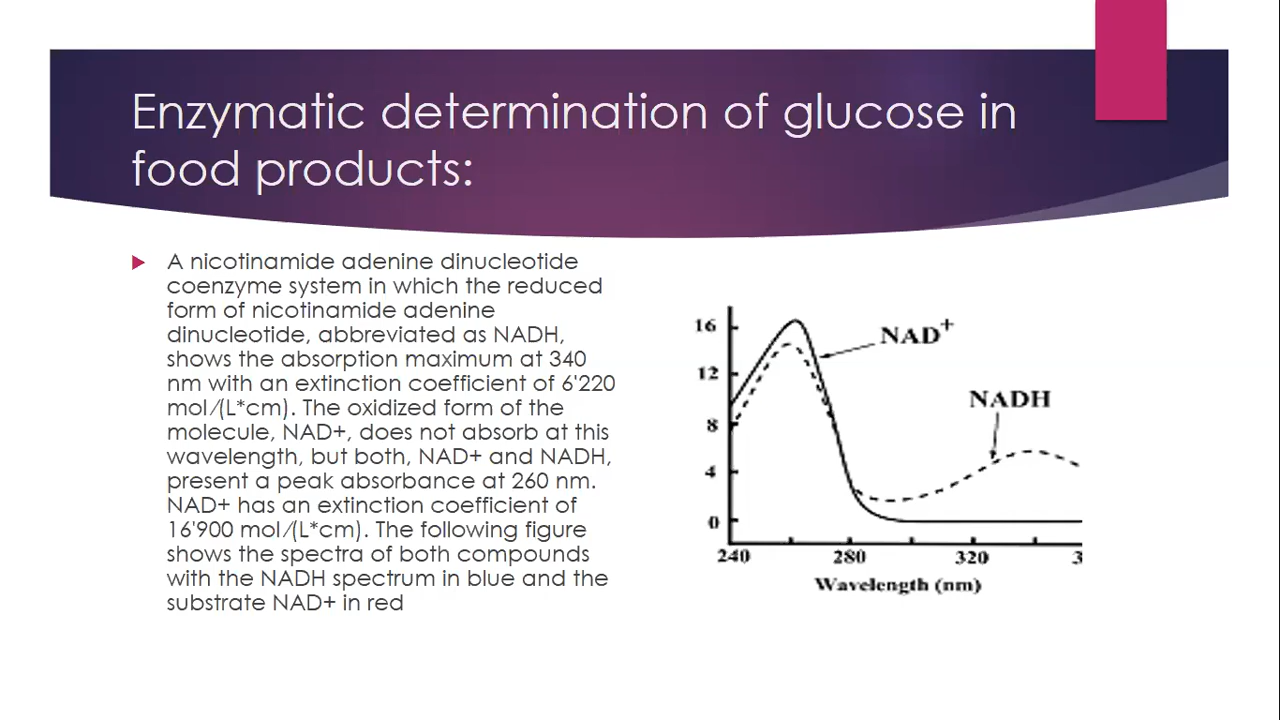 Enzymatic determination of glucose in
food products:
A nicotinamide adenine dinucleotide
coenzyme system in which the reduced
form of nicotinamide adenine
dinucleotide, abbreviated as NADH,
shows the absorption maximum at 340
nm with an extinction coefficient of 6'220
mol/(L*cm). The oxidized form of the
molecule, NAD+, does not absorb at this
wavelength, but both, NAD+ and NADH,
present a peak absorbance at 260 nm.
NAD+ has an extinction coefficient of
16'900 mol/(L*cm). The following figure
shows the spectra of both compounds
with the NADH spectrum in blue and the
substrate NAD+ in red
16
12
8
4
0
NAD+
NADH
240 280 320 3
Wavelength (nm)